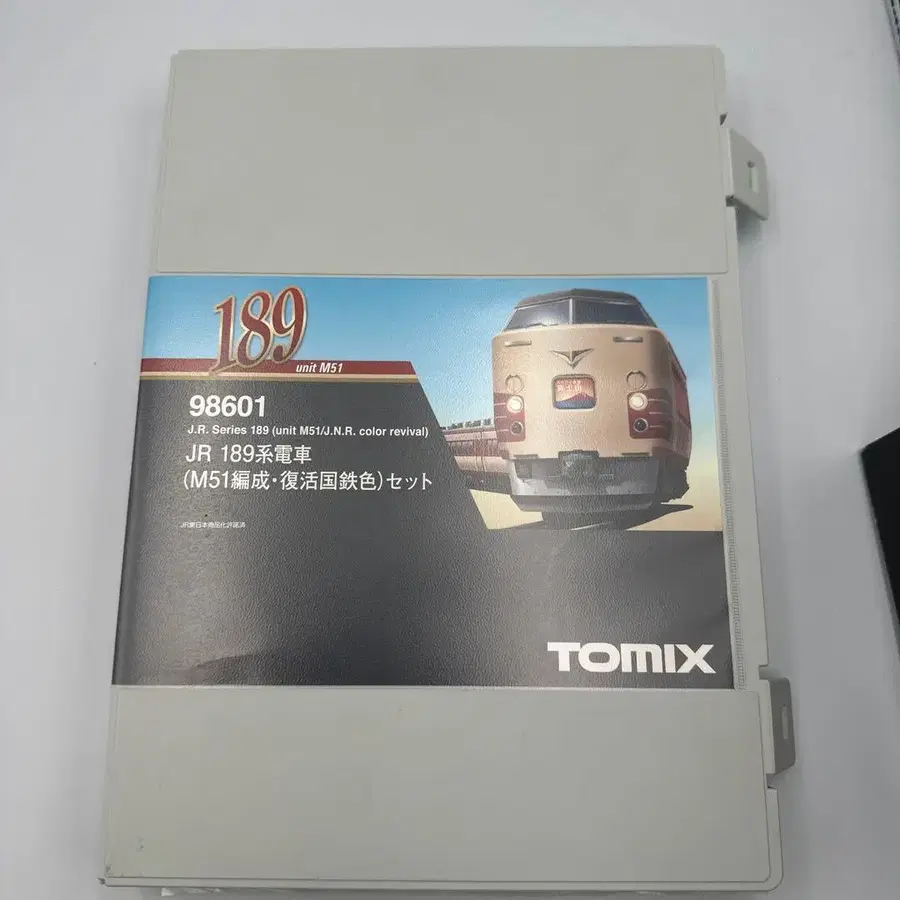 189
unit M51
98601
J.R. Series 189 (unit M51/J.N.R. color revival)
JR 189系電車
(M51編成・復活国鉄色)セット
JR東日本商品化許諾済
TOMIX